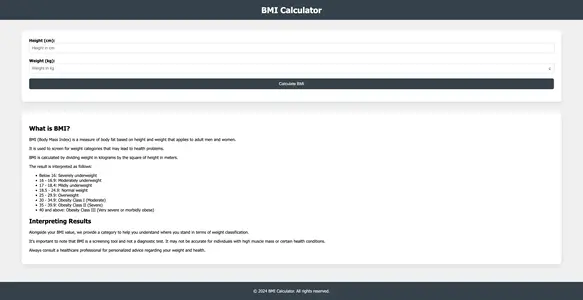 BMI Calculator
Height (cm):
Height in cm
Weight (kg):
Weight in kg
Calculate BMI
What is BMI?
BMI (Body Mass Index) is a measure of body fat based on height and weight that applies to adult men and women.
It is used to screen for weight categories that may lead to health problems.
BMI is calculated by dividing weight in kilograms by the square of height in meters.
The result is interpreted as follows:
Below 16: Severely underweight
16 - 16.9: Moderately underweight
17 - 18.4: Mildly underweight
18.5 - 24.9: Normal weight
25 - 29.9: Overweight
30 - 34.9: Obesity Class I (Moderate)
35 - 39.9: Obesity Class II (Severe)
40 and above: Obesity Class III (Very severe or morbidly obese)
Interpreting Results
Alongside your BMI value, we provide a category to help you understand where you stand in terms of weight classification.
It's important to note that BMI is a screening tool and not a diagnostic test. It may not be accurate for individuals with high muscle mass or certain health conditions.
Always consult a healthcare professional for personalized advice regarding your weight and health.
© 2024 BMI Calculator. All rights reserved.